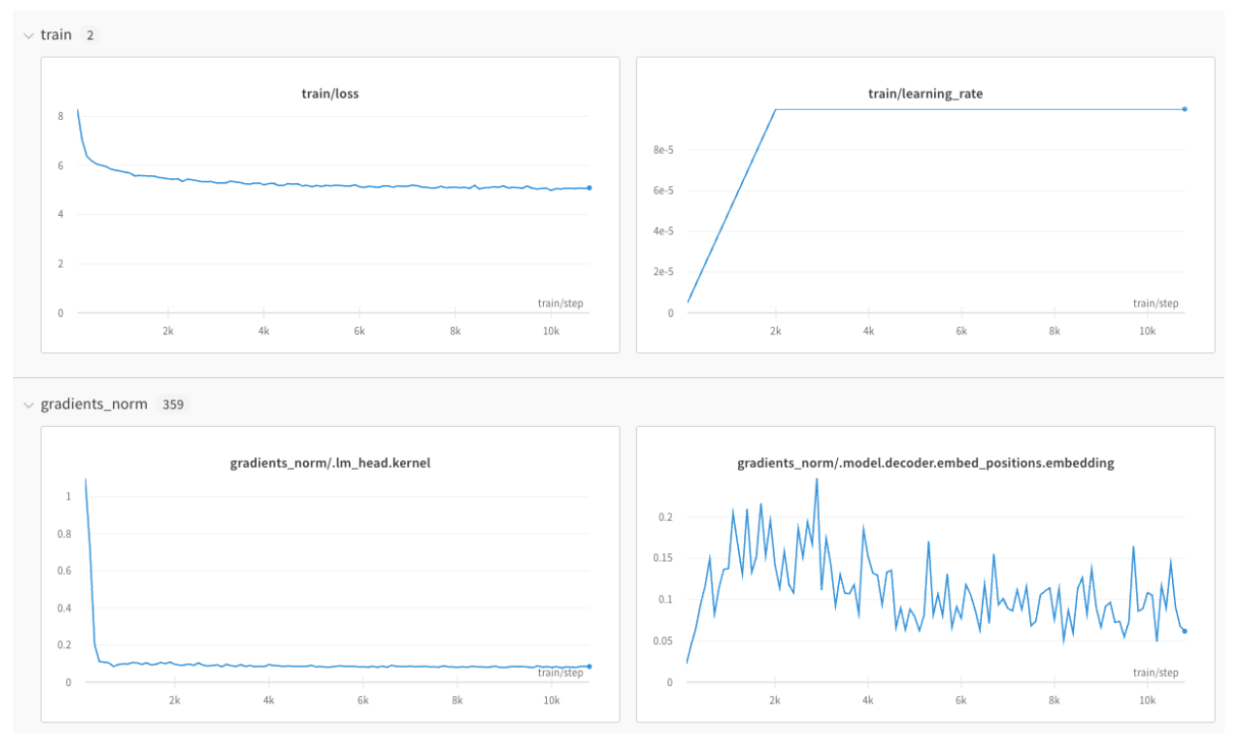 train 2
train/loss
8
6
4
2
0
train/step
2k 4k 6k 8k 10k
train/learning_rate
8e-5
6e-5
4e-5
2e-5
0
train/step
2k 4k 6k 8k 10k
gradients_norm 359
gradients_norm/.lm_head.kernel
1
0.8
0.6
0.4
0.2
0
train/step
2k 4k 6k 8k 10k
gradients_norm/.model.decoder.embed_positions.embedding
0.2
0.15
0.1
0.05
0
train/step
2k 4k 6k 8k 10k